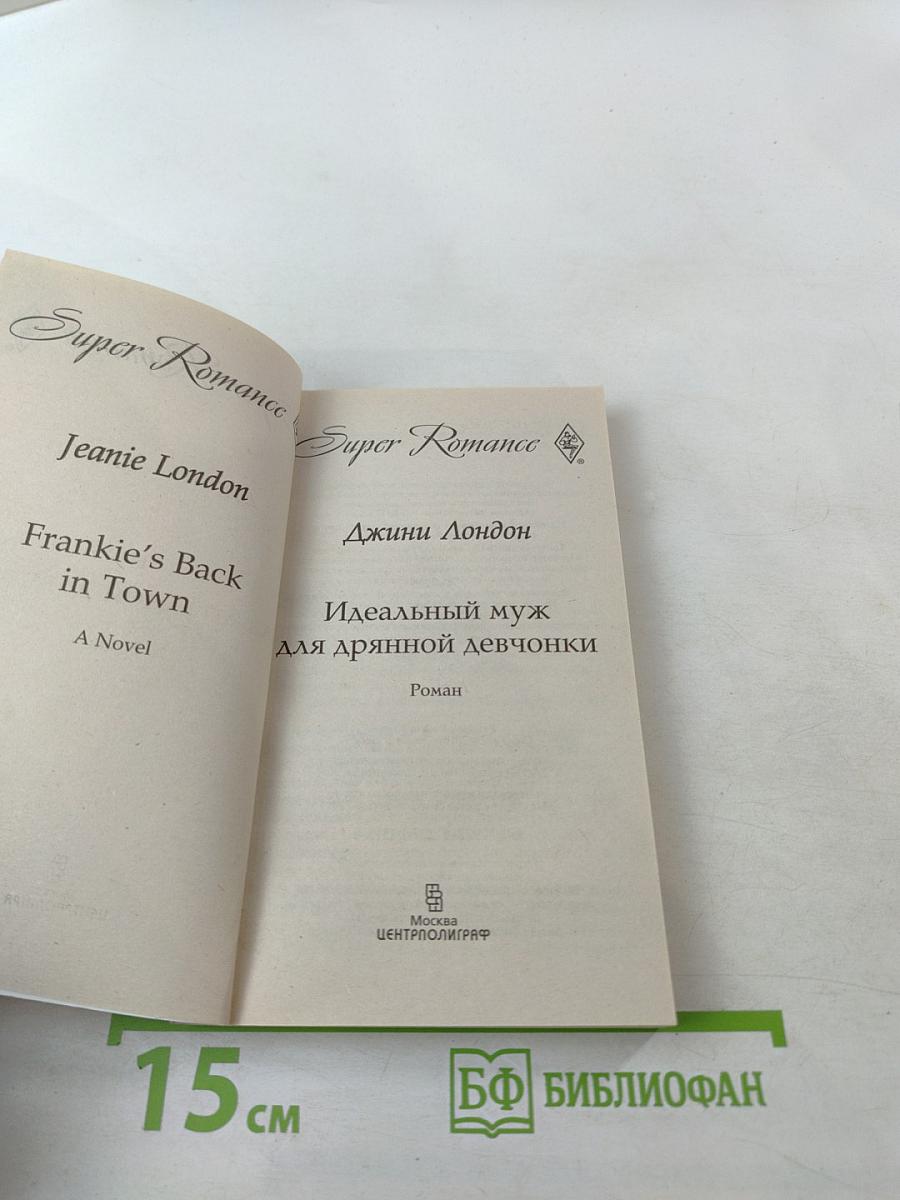 Super Romance
Jeanie London
Frankie's Back
in Town
A Novel
Super Romance
®
Джини Лондон
Идеальный муж
для дрянной девчонки
Роман
Москва
ЦЕНТРПОЛИГРАФ
15 см
БФ БИБЛИОФАН